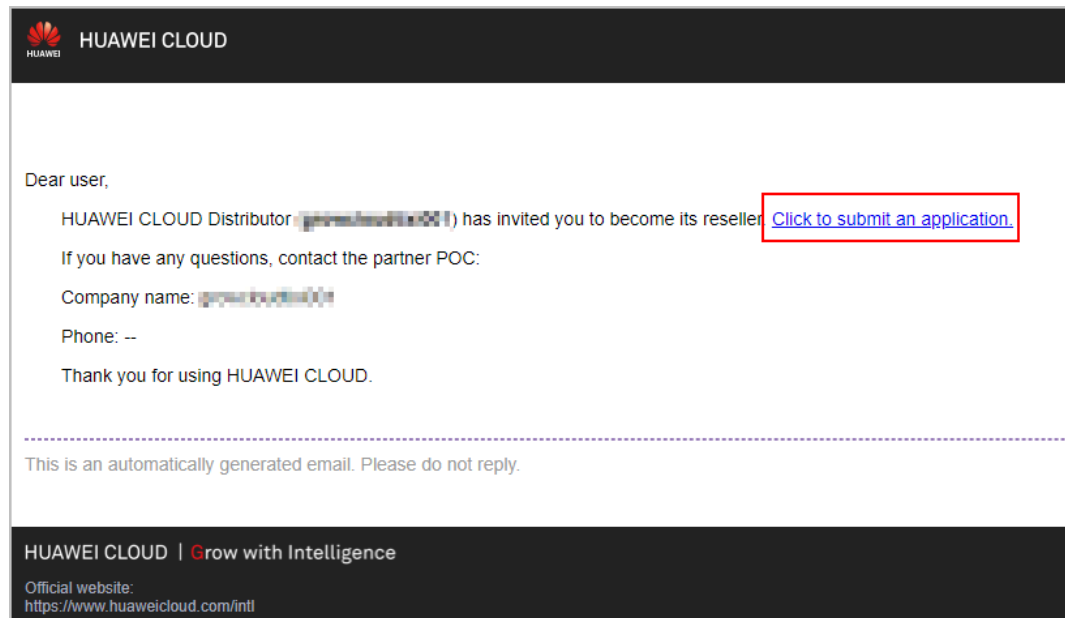 HUAWEI
HUAWEI CLOUD
Dear user,
HUAWEI CLOUD Distributor ( ) has invited you to become its reseller. Click to submit an application.
If you have any questions, contact the partner POC:
Company name:
Phone: --
Thank you for using HUAWEI CLOUD.
This is an automatically generated email. Please do not reply.
HUAWEI CLOUD | Grow with Intelligence
Official website:
https://www.huaweicloud.com/intl